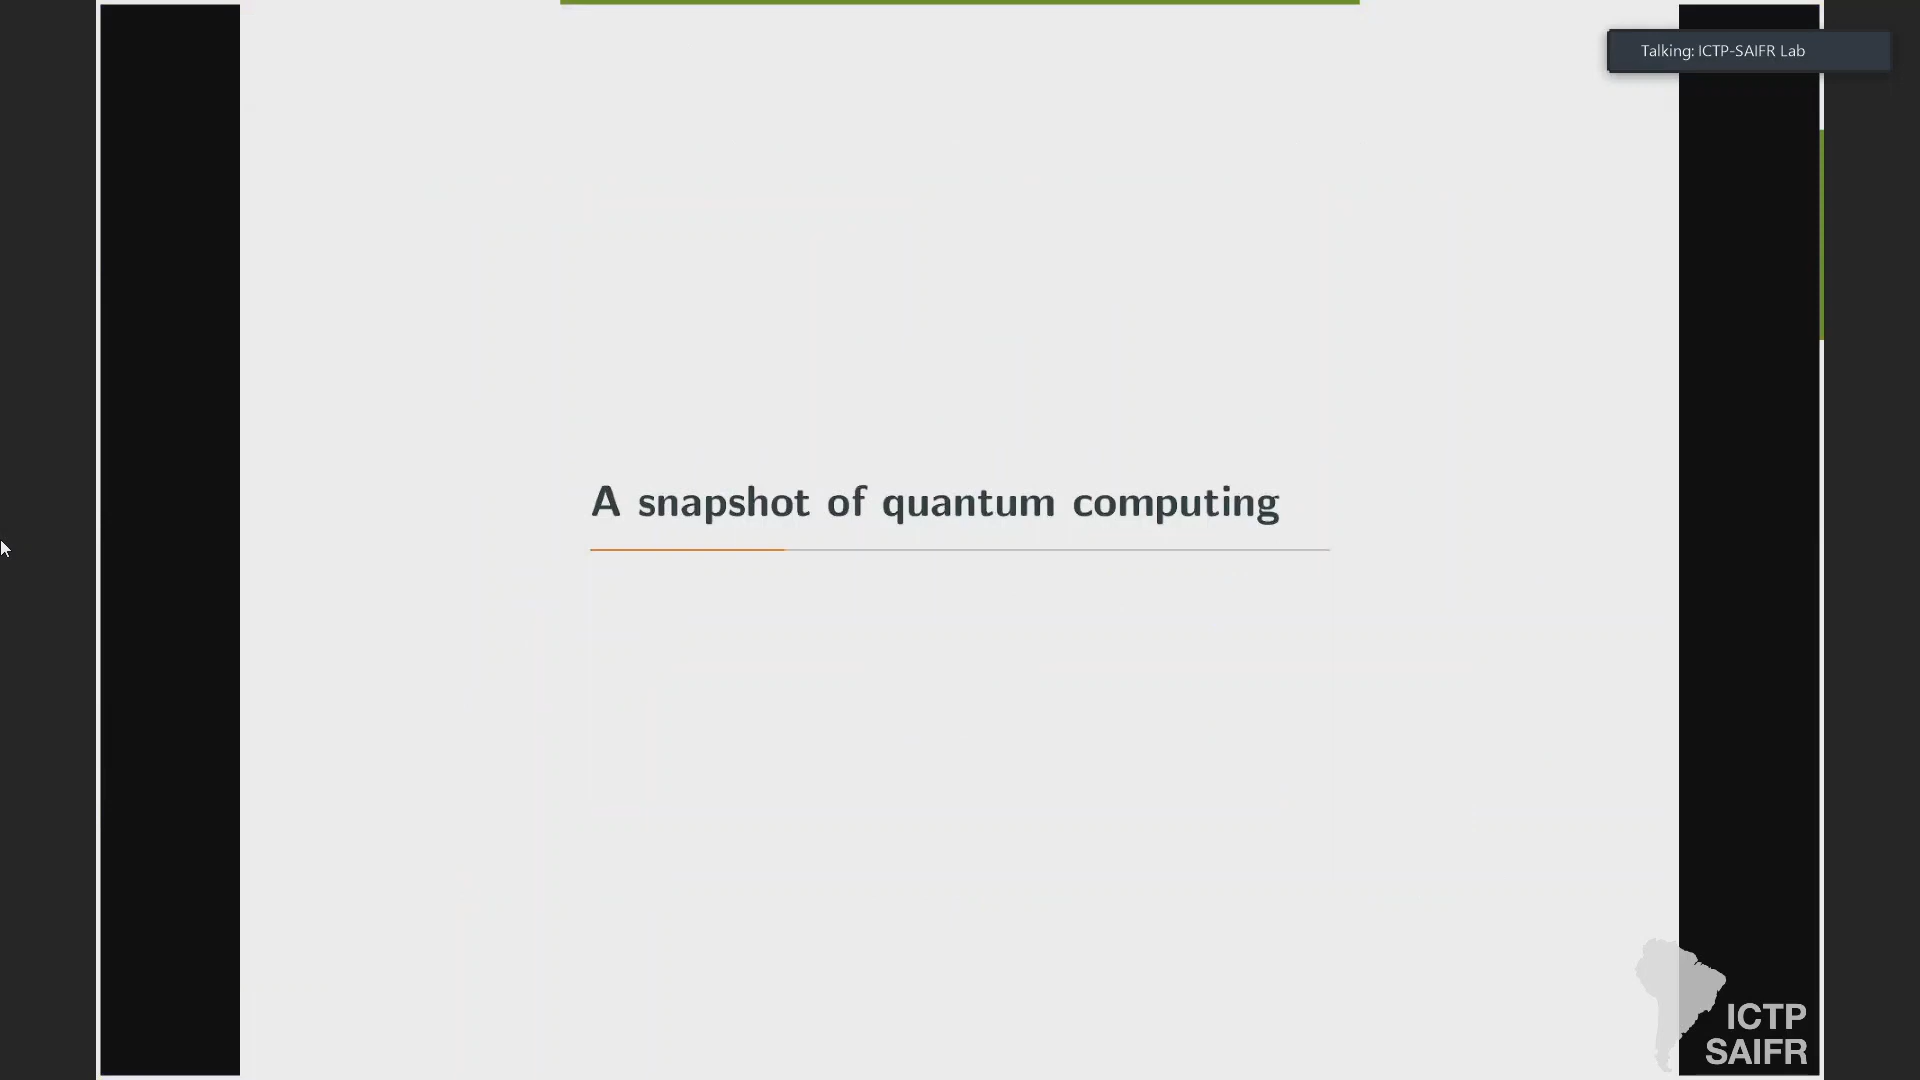 Talking: ICTP-SAIFR Lab
A snapshot of quantum computing
ICTP
SAIFR